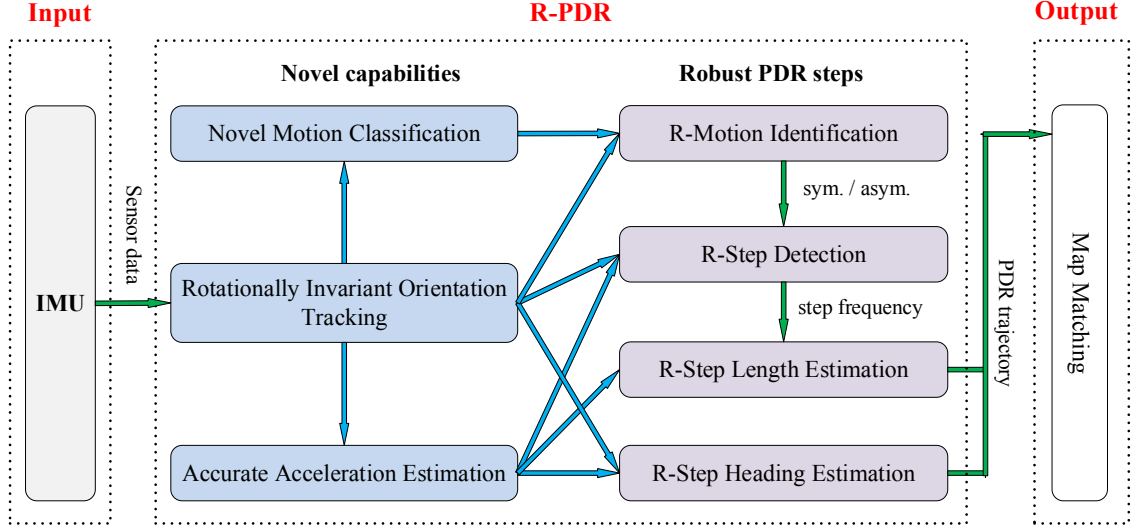 Input
R-PDR
Output
Novel capabilities
Robust PDR steps
IMU
Sensor data
Novel Motion Classification
Rotationally Invariant Orientation
Tracking
Accurate Acceleration Estimation
R-Motion Identification
sym. / asym.
R-Step Detection
step frequency
R-Step Length Estimation
R-Step Heading Estimation
PDR trajectory
Map Matching